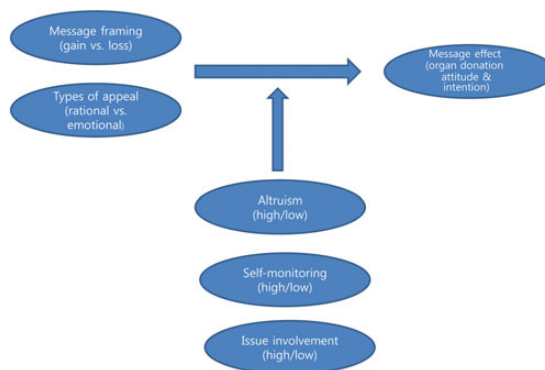 Message framing
(gain vs. loss)
Types of appeal
(rational vs.
emotional)
Message effect
(organ donation
attitude &
intention)
Altruism
(high/low)
Self-monitoring
(high/low)
Issue involvement
(high/low)